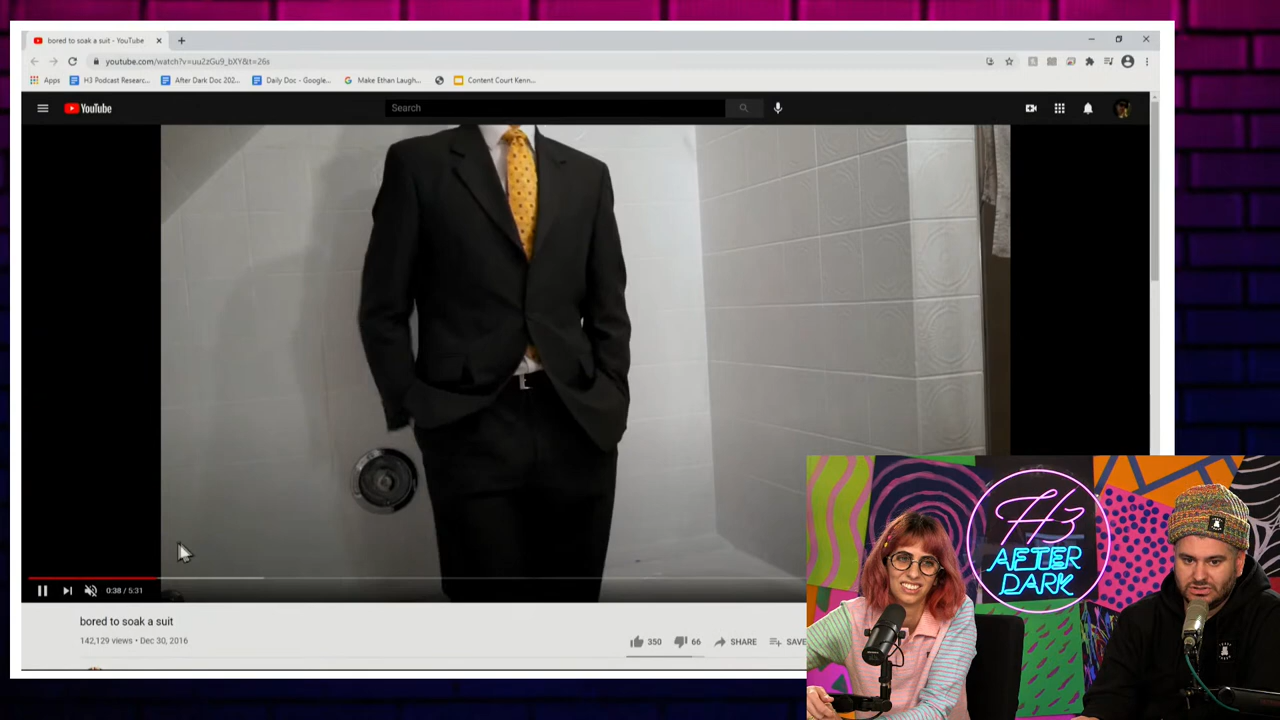 bored to soak a suit - YouTube
youtube.com/watch?v=uu2zGu9_bXY&t=26s
Apps H3 Podcast Researc... After Dark Doc 202... Daily Doc - Google... Make Ethan Laugh... Content Court Kenn...
YouTube
Search
0:38 / 5:31
bored to soak a suit
142,129 views • Dec 30, 2016
350 66 SHARE SAVE
H3
AFTER
DARK